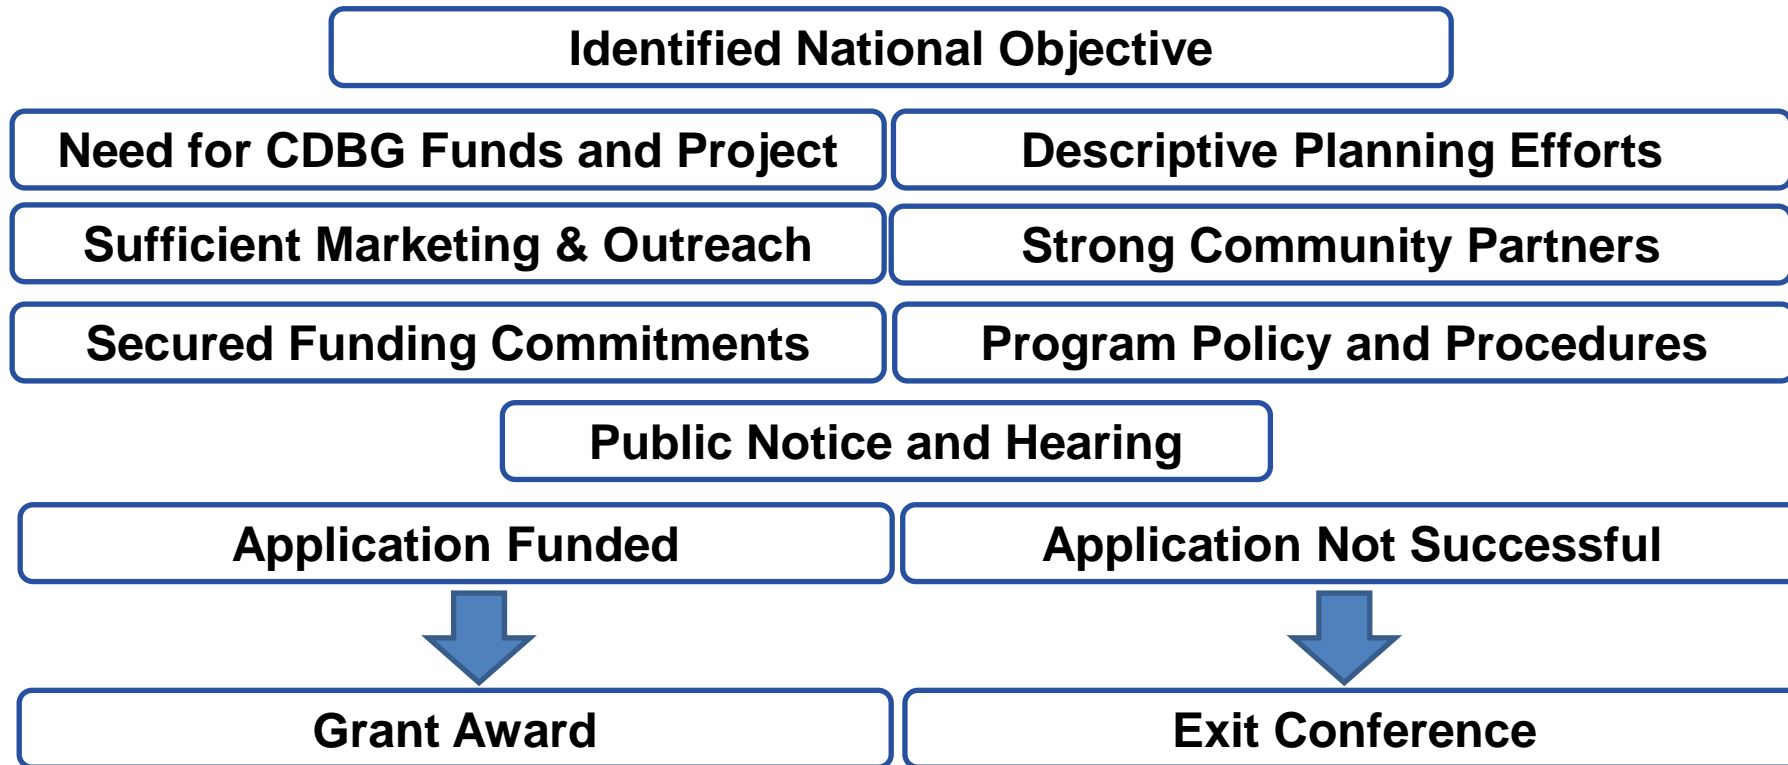 Identified National Objective
Need for CDBG Funds and Project
Descriptive Planning Efforts
Sufficient Marketing & Outreach
Strong Community Partners
Secured Funding Commitments
Program Policy and Procedures
Public Notice and Hearing
Application Funded
Application Not Successful
Grant Award
Exit Conference